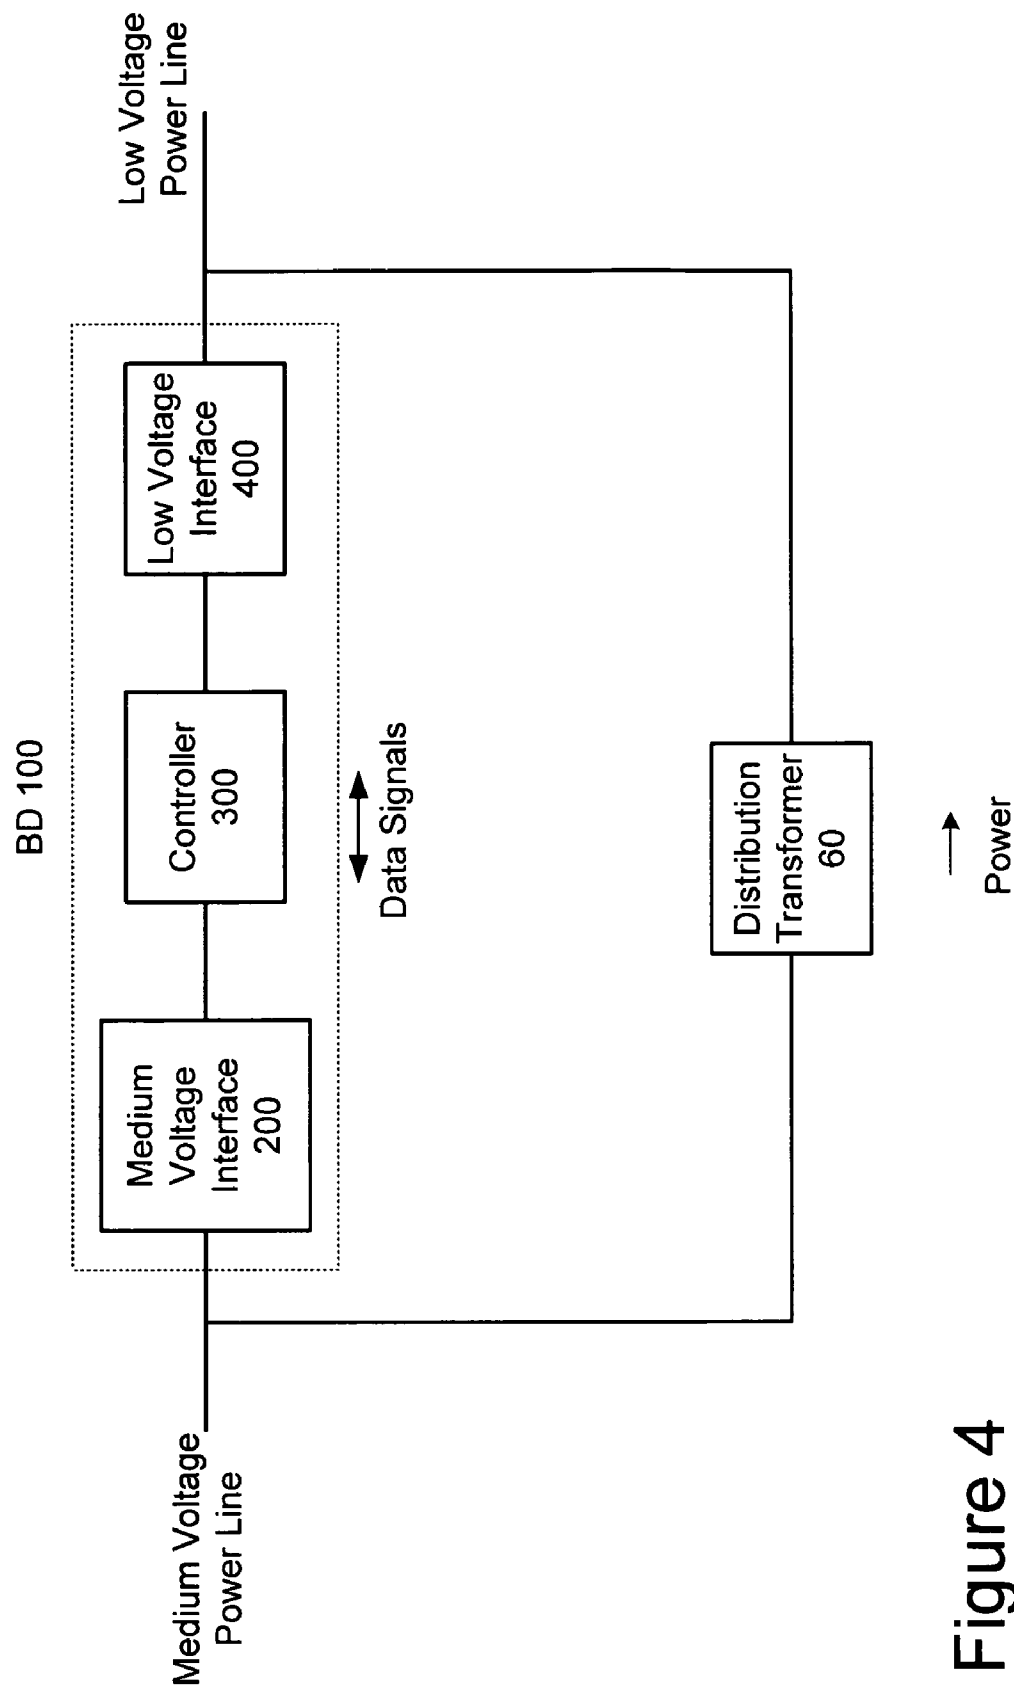 BD 100
Medium Voltage
Power Line
Medium
Voltage
Interface
200
Controller
300
Low Voltage
Interface
400
Low Voltage
Power Line
Data Signals
Distribution
Transformer
60
Power
Figure 4